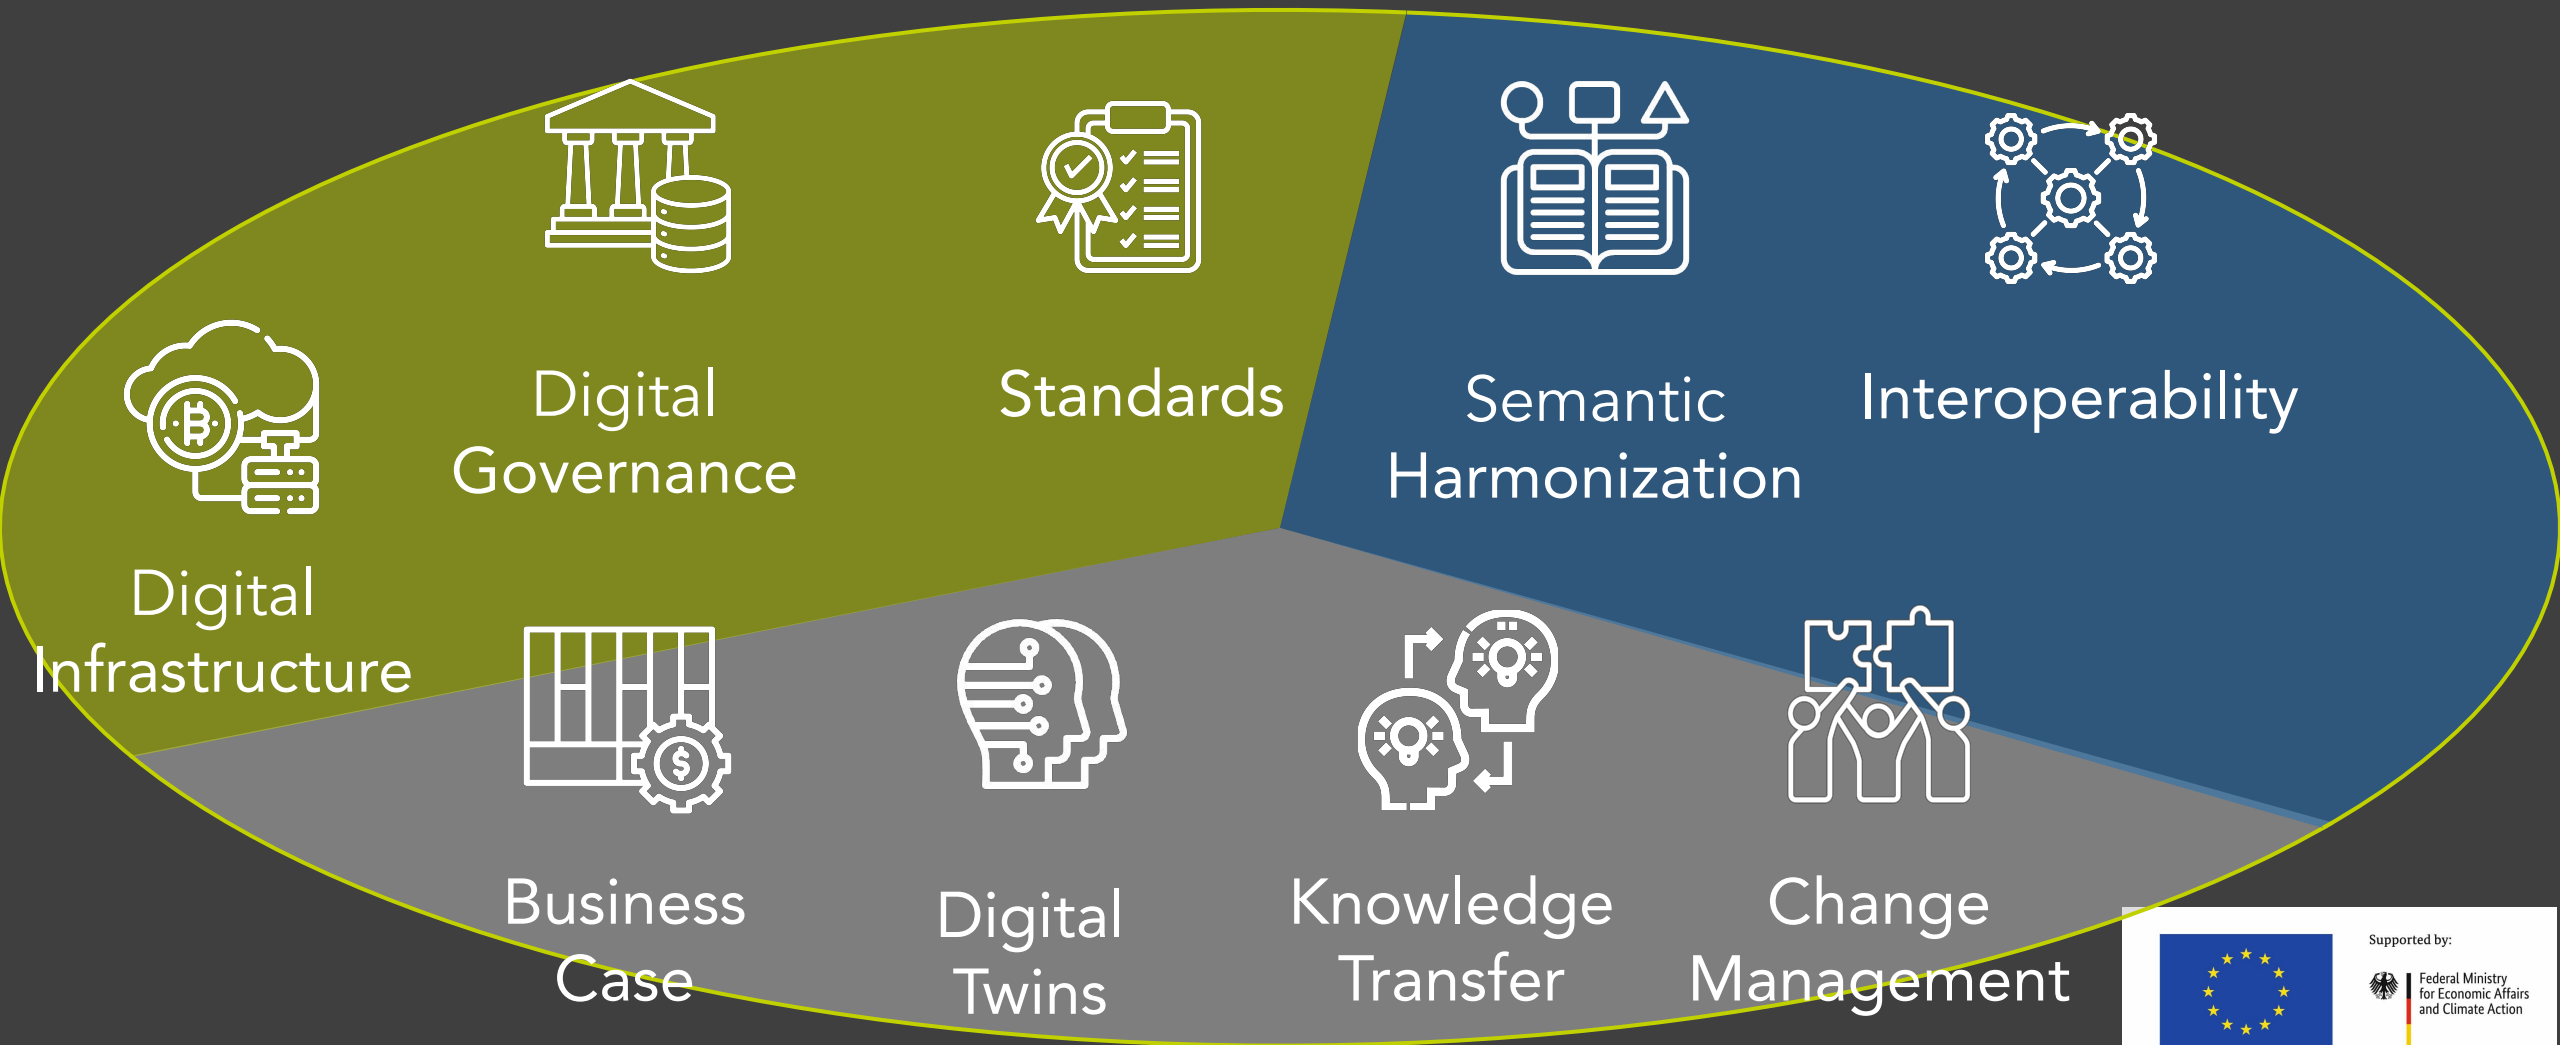 Digital
Governance
Standards
Semantic
Harmonization
Interoperability
Digital
Infrastructure
Business
Case
Digital
Twins
Knowledge
Transfer
Change
Management
Supported by:
Federal Ministry
for Economic Affairs
and Climate Action